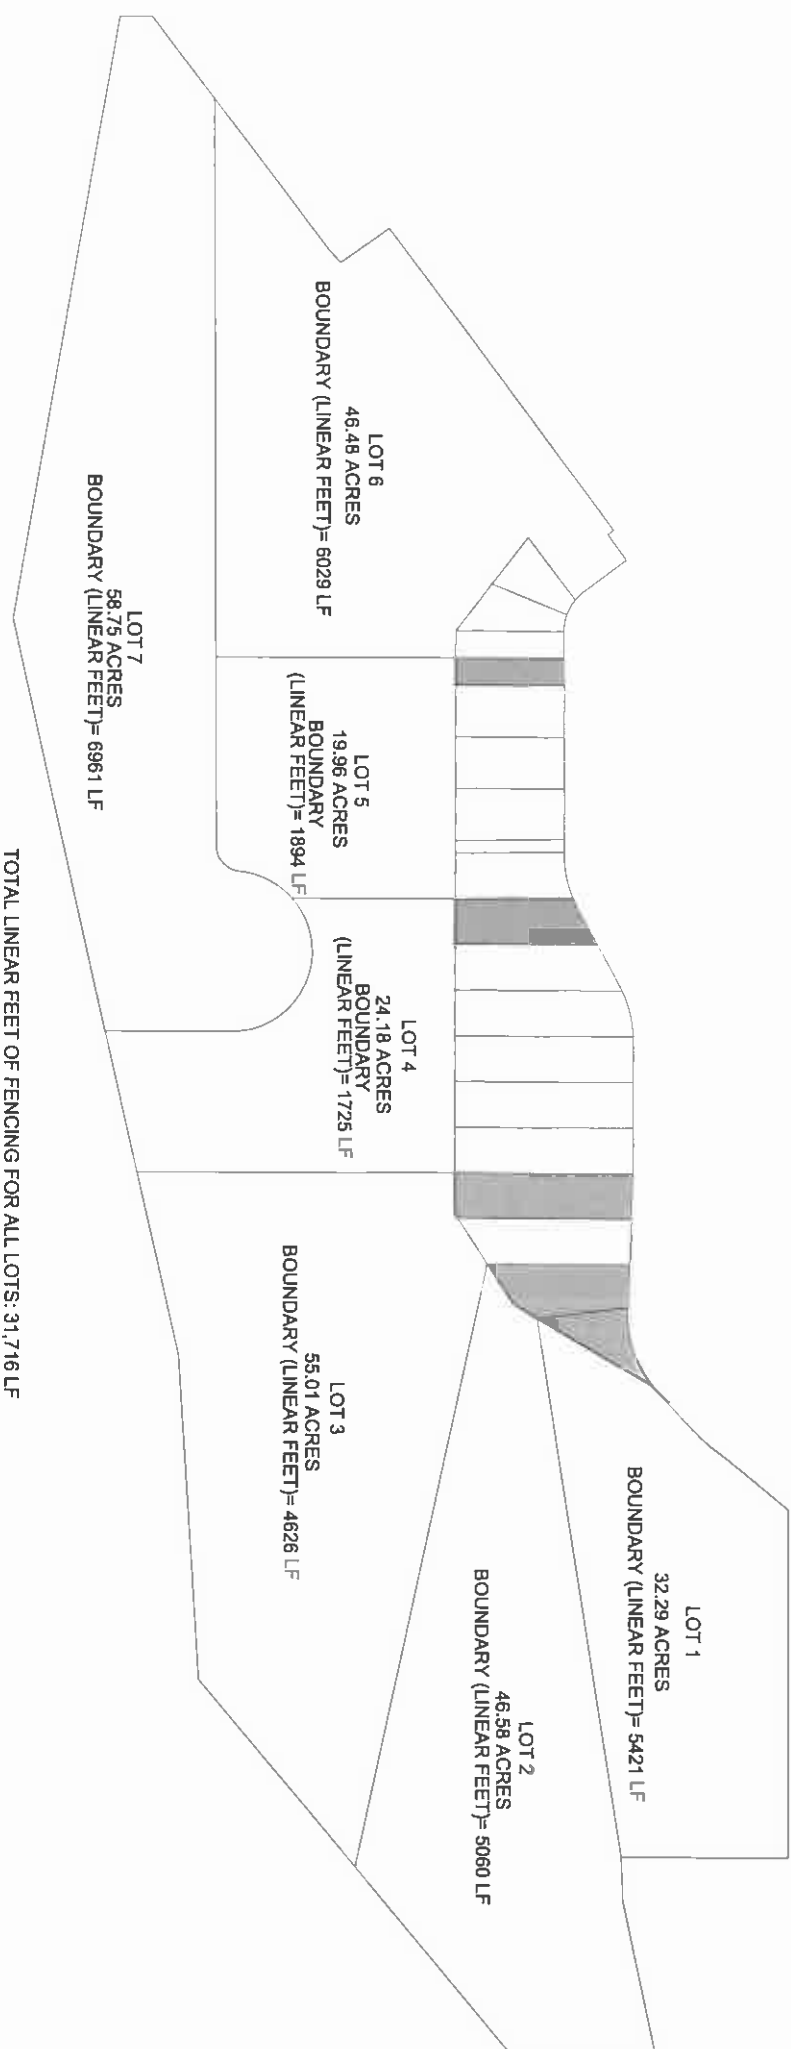 LOT 1
32.29 ACRES
BOUNDARY (LINEAR FEET)= 5421 LF
LOT 2
46.58 ACRES
BOUNDARY (LINEAR FEET)= 5060 LF
LOT 6
46.48 ACRES
BOUNDARY (LINEAR FEET)= 6029 LF
LOT 5
19.96 ACRES
BOUNDARY
(LINEAR FEET)= 1894 LF
LOT 4
24.18 ACRES
BOUNDARY
(LINEAR FEET)= 1725 LF
LOT 3
55.01 ACRES
BOUNDARY (LINEAR FEET)= 4626 LF
LOT 7
58.75 ACRES
BOUNDARY (LINEAR FEET)= 6961 LF
TOTAL LINEAR FEET OF FENCING FOR ALL LOTS: 31,716 LF